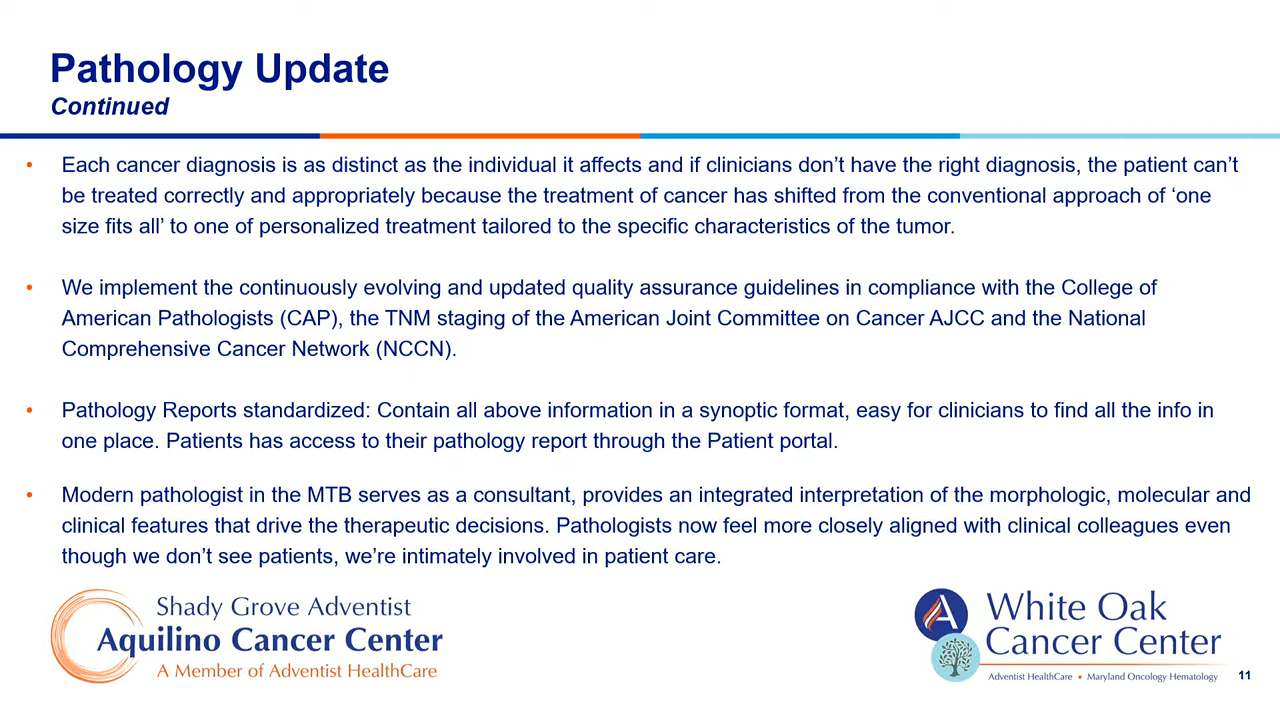 Pathology Update
Continued
• Each cancer diagnosis is as distinct as the individual it affects and if clinicians don’t have the right diagnosis, the patient can’t
be treated correctly and appropriately because the treatment of cancer has shifted from the conventional approach of ‘one
size fits all’ to one of personalized treatment tailored to the specific characteristics of the tumor.
• We implement the continuously evolving and updated quality assurance guidelines in compliance with the College of
American Pathologists (CAP), the TNM staging of the American Joint Committee on Cancer AJCC and the National
Comprehensive Cancer Network (NCCN).
• Pathology Reports standardized: Contain all above information in a synoptic format, easy for clinicians to find all the info in
one place. Patients has access to their pathology report through the Patient portal.
• Modern pathologist in the MTB serves as a consultant, provides an integrated interpretation of the morphologic, molecular and
clinical features that drive the therapeutic decisions. Pathologists now feel more closely aligned with clinical colleagues even
though we don’t see patients, we’re intimately involved in patient care.
Shady Grove Adventist
Aquilino Cancer Center
A Member of Adventist HealthCare
A
White Oak
Cancer Center
Adventist HealthCare • Maryland Oncology Hematology
11